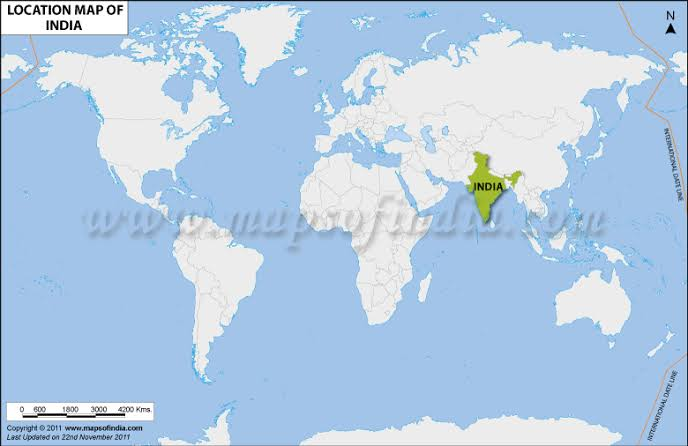 LOCATION MAP OF
INDIA
N
INTERNATIONAL DATE LINE
INDIA
www.mapsofindia.com
INTERNATIONAL DATE LINE
0 600 1800 3000 4200 Kms.
Copyright © 2011 www.mapsofindia.com
Last Updated on 22nd November 2011